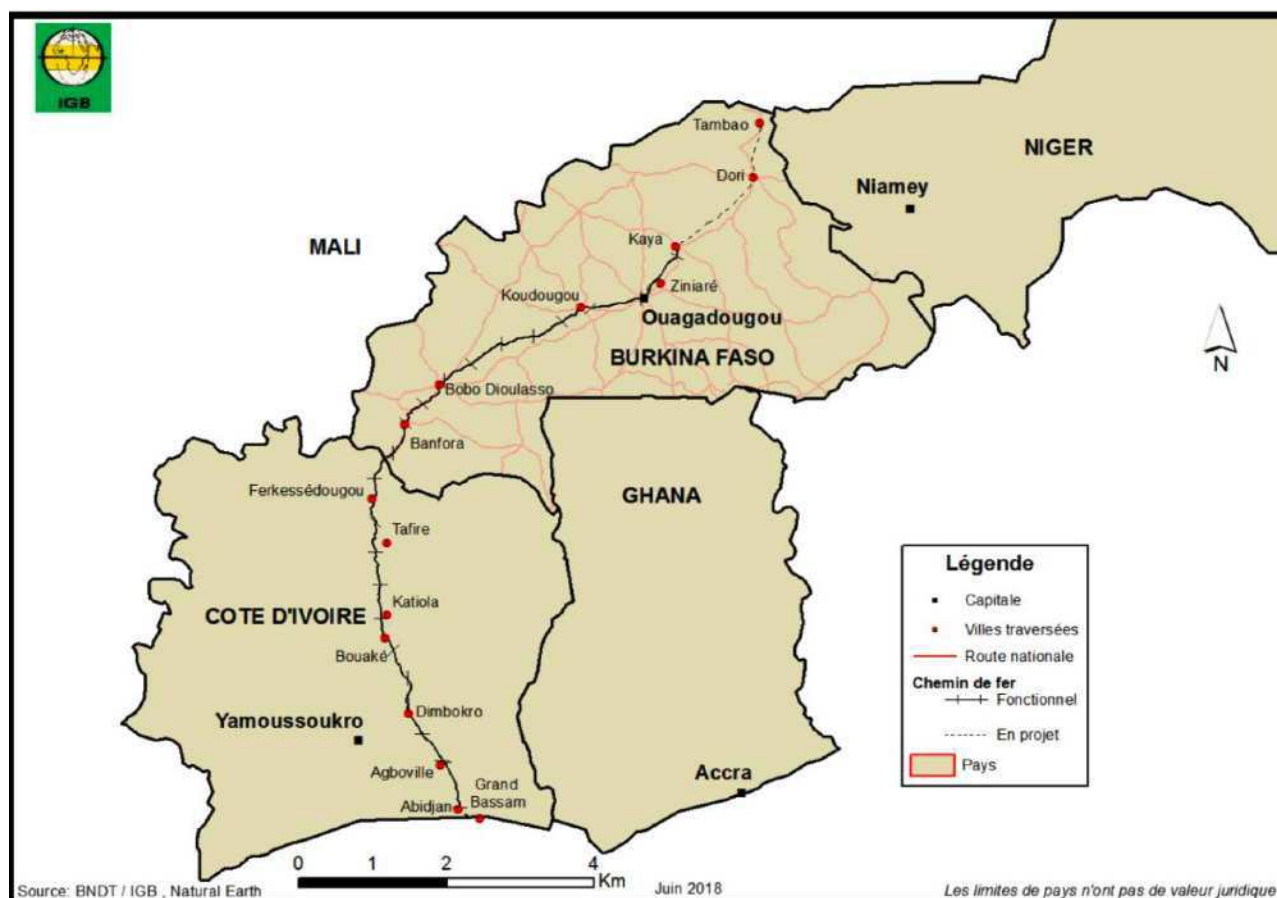 IGB
Tambao
NIGER
Dori
Niamey
MALI
Kaya
Ziniaré
Koudougou
Ouagadougou
BURKINA FASO
N
Bobo Dioulasso
Banfora
Ferkessédougou
GHANA
Tafire
Légende
Capitale
Villes traversées
Route nationale
Chemin de fer
Fonctionnel
En projet
Pays
Katiola
COTE D'IVOIRE
Bouaké
Dimbokro
Yamoussoukro
Agboville
Accra
Grand
Bassam
Abidjan
0 1 2 4
Km
Source: BNDT / IGB , Natural Earth
Juin 2018
Les limites de pays n'ont pas de valeur juridique